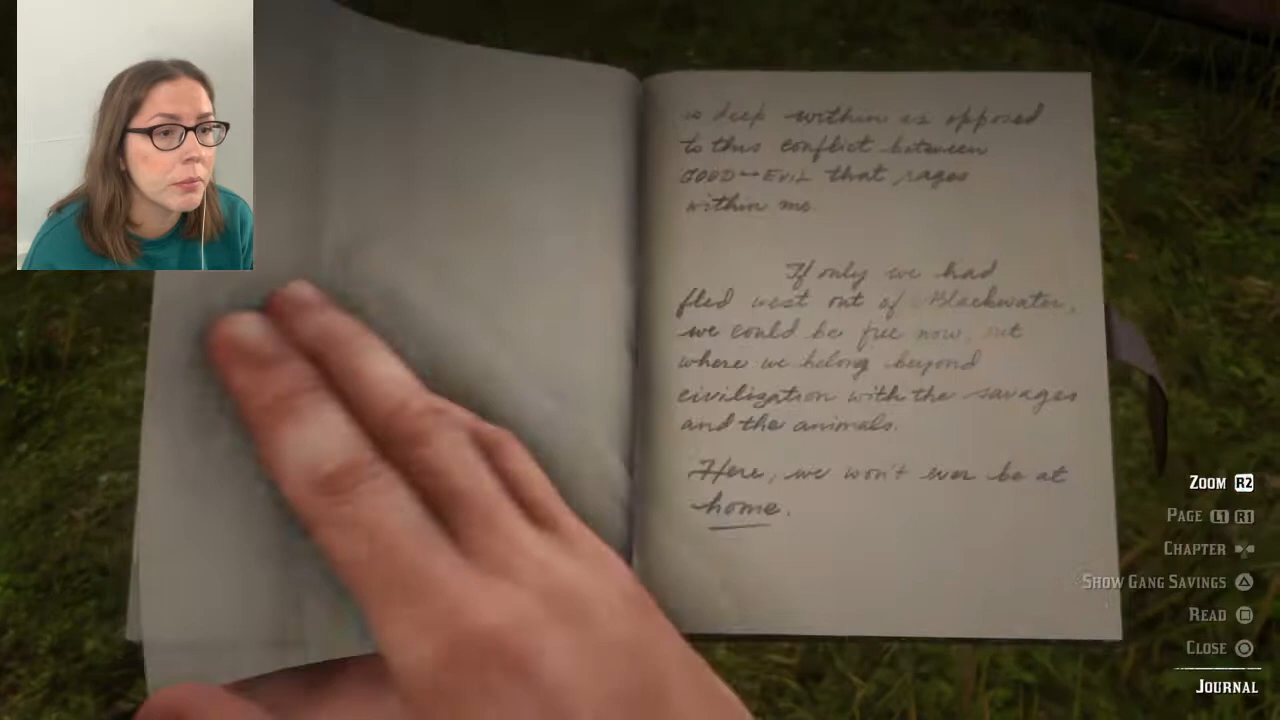 is deep within as opposed
to this conflict between
GOOD — EVIL that rages
within me.
If only we had
fled west out of Blackwater,
we could be free now, out
where we belong beyond
civilization with the savages
and the animals.
Here, we won't ever be at
home.
ZOOM R2
PAGE L1 R1
CHAPTER
SHOW GANG SAVINGS
READ
CLOSE
JOURNAL